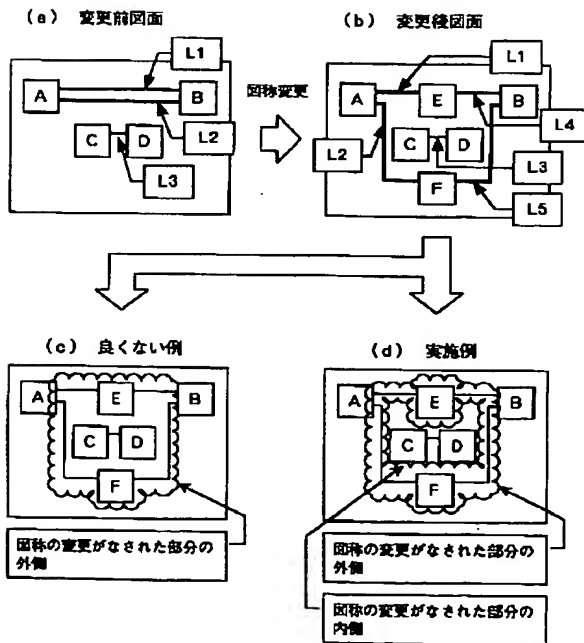 (a) 変更前図面
L1
A
B
C
D
L2
L3
図称変更
(b) 変更後図面
L1
A
E
B
L4
L2
C
D
L3
F
L5
(c) 良くない例
A
E
B
C
D
F
図称の変更がなされた部分の
外側
(d) 実施例
A
E
B
C
D
F
図称の変更がなされた部分の
外側
図称の変更がなされた部分の
内側